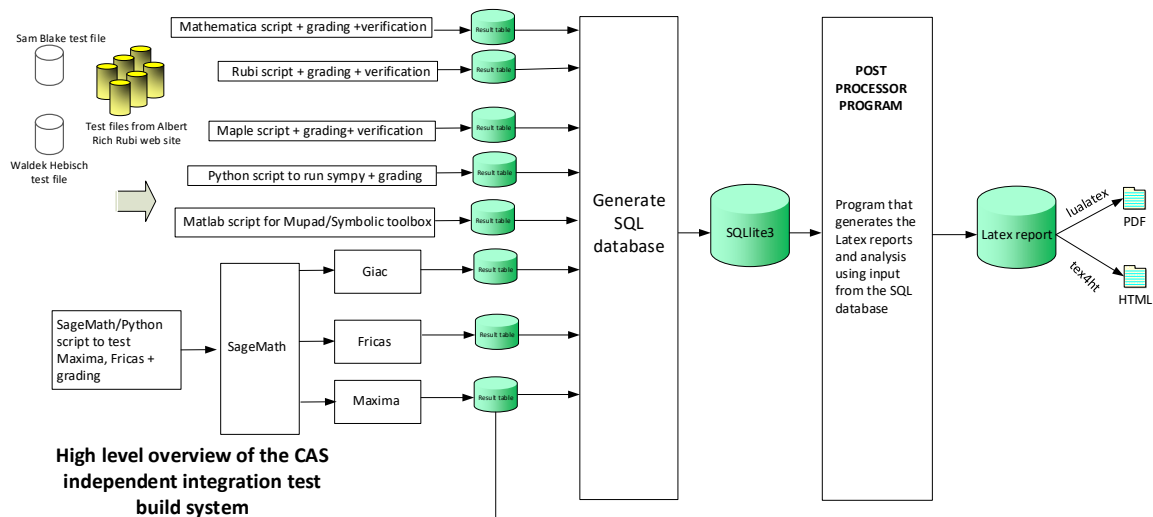 Sam Blake test file
Waldek Hebisch
test file
Test files from Albert
Rich Rubi web site
Mathematica script + grading +verification
Result table
Rubi script + grading + verification
Result table
Maple script + grading+ verification
Result table
Python script to run sympy + grading
Result table
Matlab script for Mupad/Symbolic toolbox
Result table
SageMath/Python
script to test
Maxima, Fricas +
grading
SageMath
Giac
Result table
Fricas
Result table
Maxima
Result table
High level overview of the CAS
independent integration test
build system
Generate
SQL
database
SQLlite3
POST
PROCESSOR
PROGRAM
Program that
generates the
Latex reports
and analysis
using input
from the SQL
database
Latex report
lualatex
PDF
tex4ht
HTML